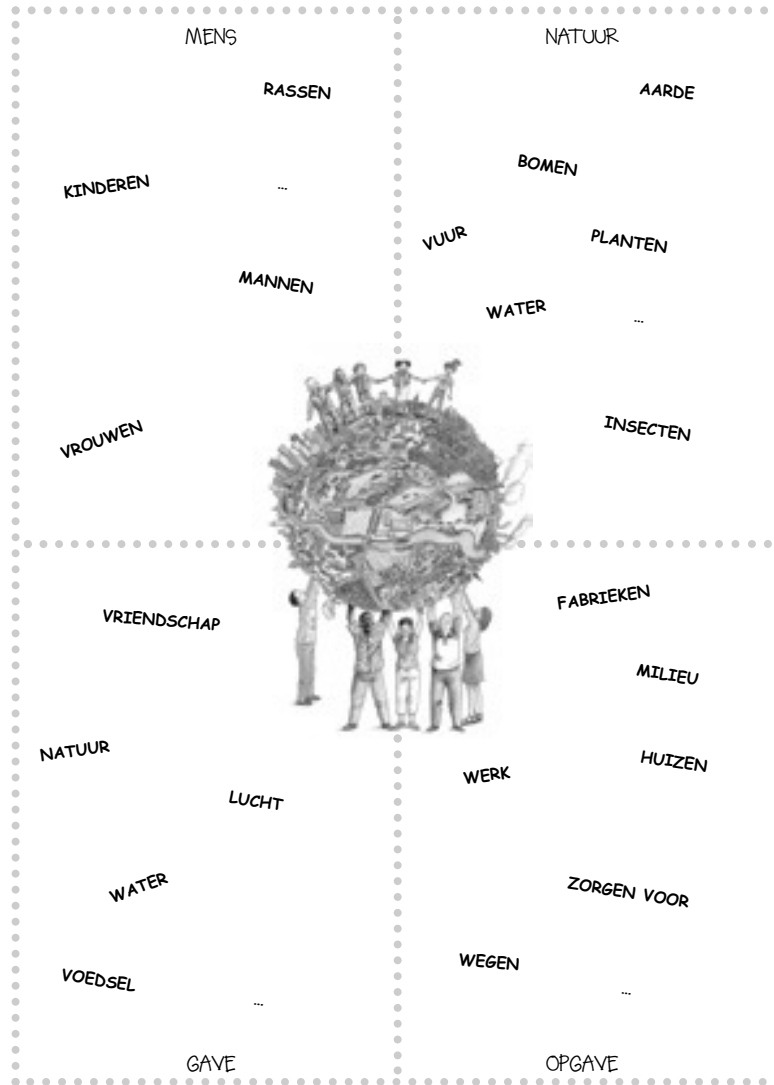 MENS
RASSEN
KINDEREN
...
MANNEN
VROUWEN
NATUUR
AARDE
BOMEN
VUUR
PLANTEN
WATER
...
INSECTEN
VRIENDSCHAP
NATUUR
LUCHT
WATER
VOEDSEL
...
GAVE
FABRIEKEN
MILIEU
HUIZEN
WERK
ZORGEN VOOR
WEGEN
...
OPGAVE